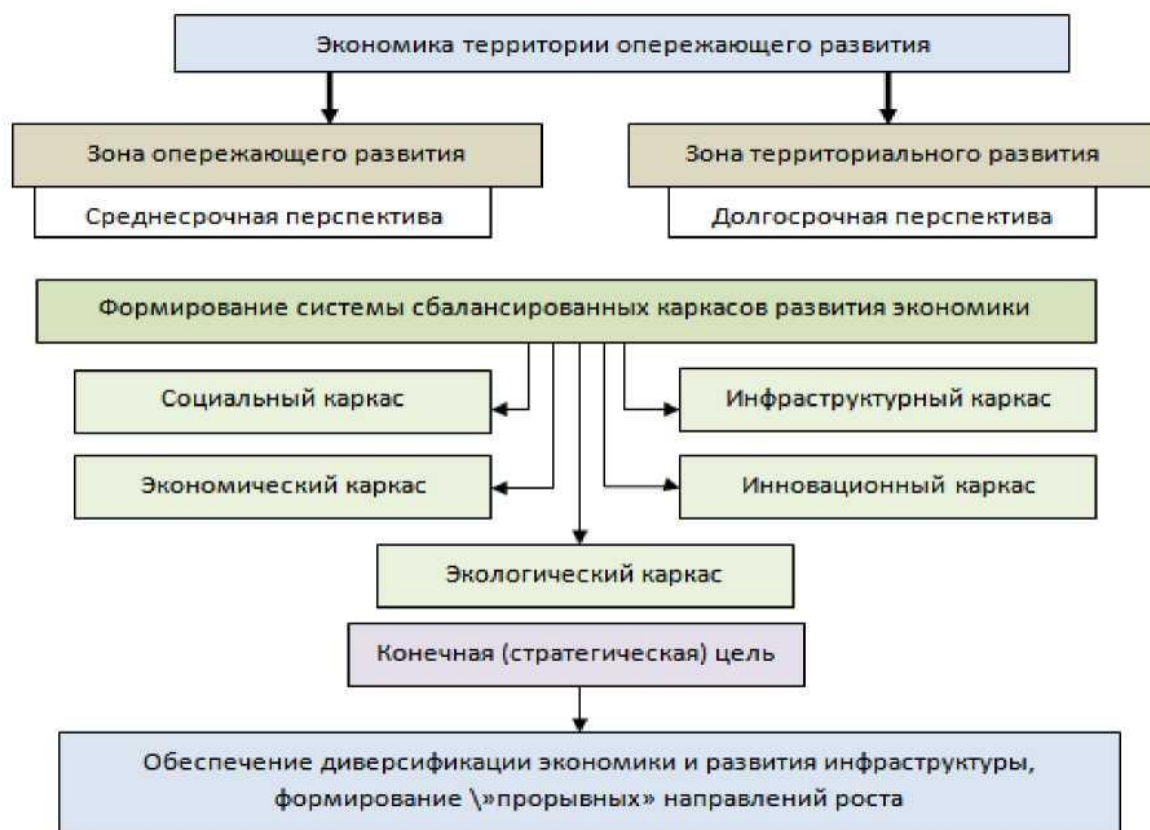 Экономика территории опережающего развития
Зона опережающего развития
Зона территориального развития
Среднесрочная перспектива
Долгосрочная перспектива
Формирование системы сбалансированных каркасов развития экономики
Социальный каркас
Инфраструктурный каркас
Экономический каркас
Инновационный каркас
Экологический каркас
Конечная (стратегическая) цель
Обеспечение диверсификации экономики и развития инфраструктуры,
формирование \»прорывных» направлений роста